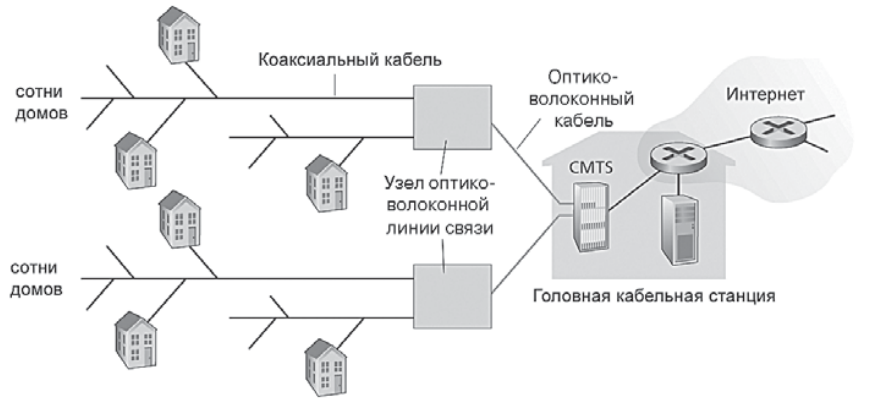 Коаксиальный кабель
сотни
домов
Оптико-
волоконный
кабель
Интернет
CMTS
Узел оптико-
волоконной
линии связи
сотни
домов
Головная кабельная станция